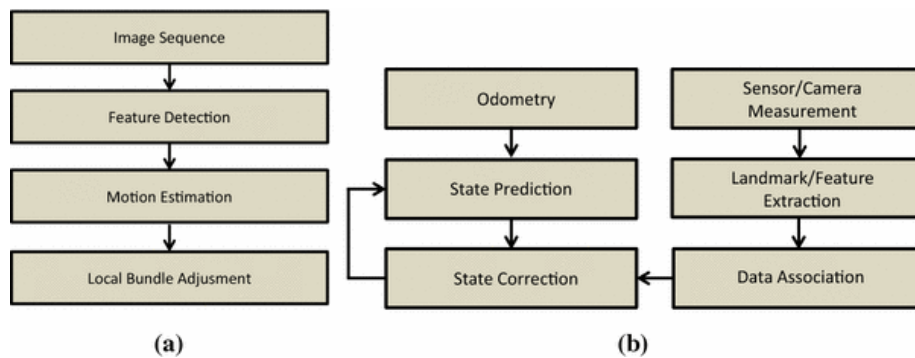 Image Sequence
Feature Detection
Motion Estimation
Local Bundle Adjusment
(a)
Odometry
State Prediction
State Correction
Sensor/Camera
Measurement
Landmark/Feature
Extraction
Data Association
(b)